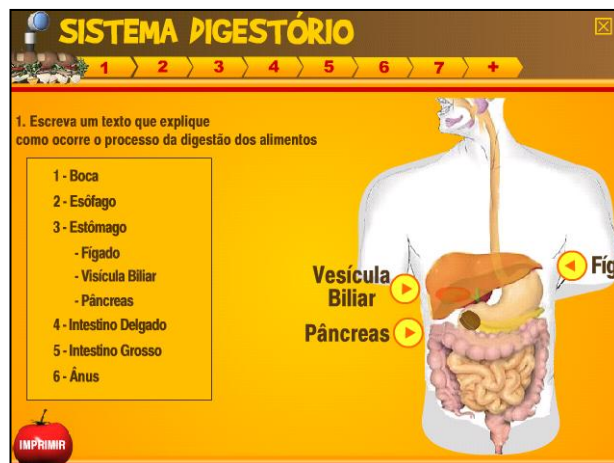 SISTEMA DIGESTÓRIO
1 2 3 4 5 6 7 +
1. Escreva um texto que explique
como ocorre o processo da digestão dos alimentos
1 - Boca
2 - Esôfago
3 - Estômago
- Fígado
- Visícula Biliar
- Pâncreas
4 - Intestino Delgado
5 - Intestino Grosso
6 - Ânus
Fíg
Vesícula
Biliar
Pâncreas
IMPRIMIR